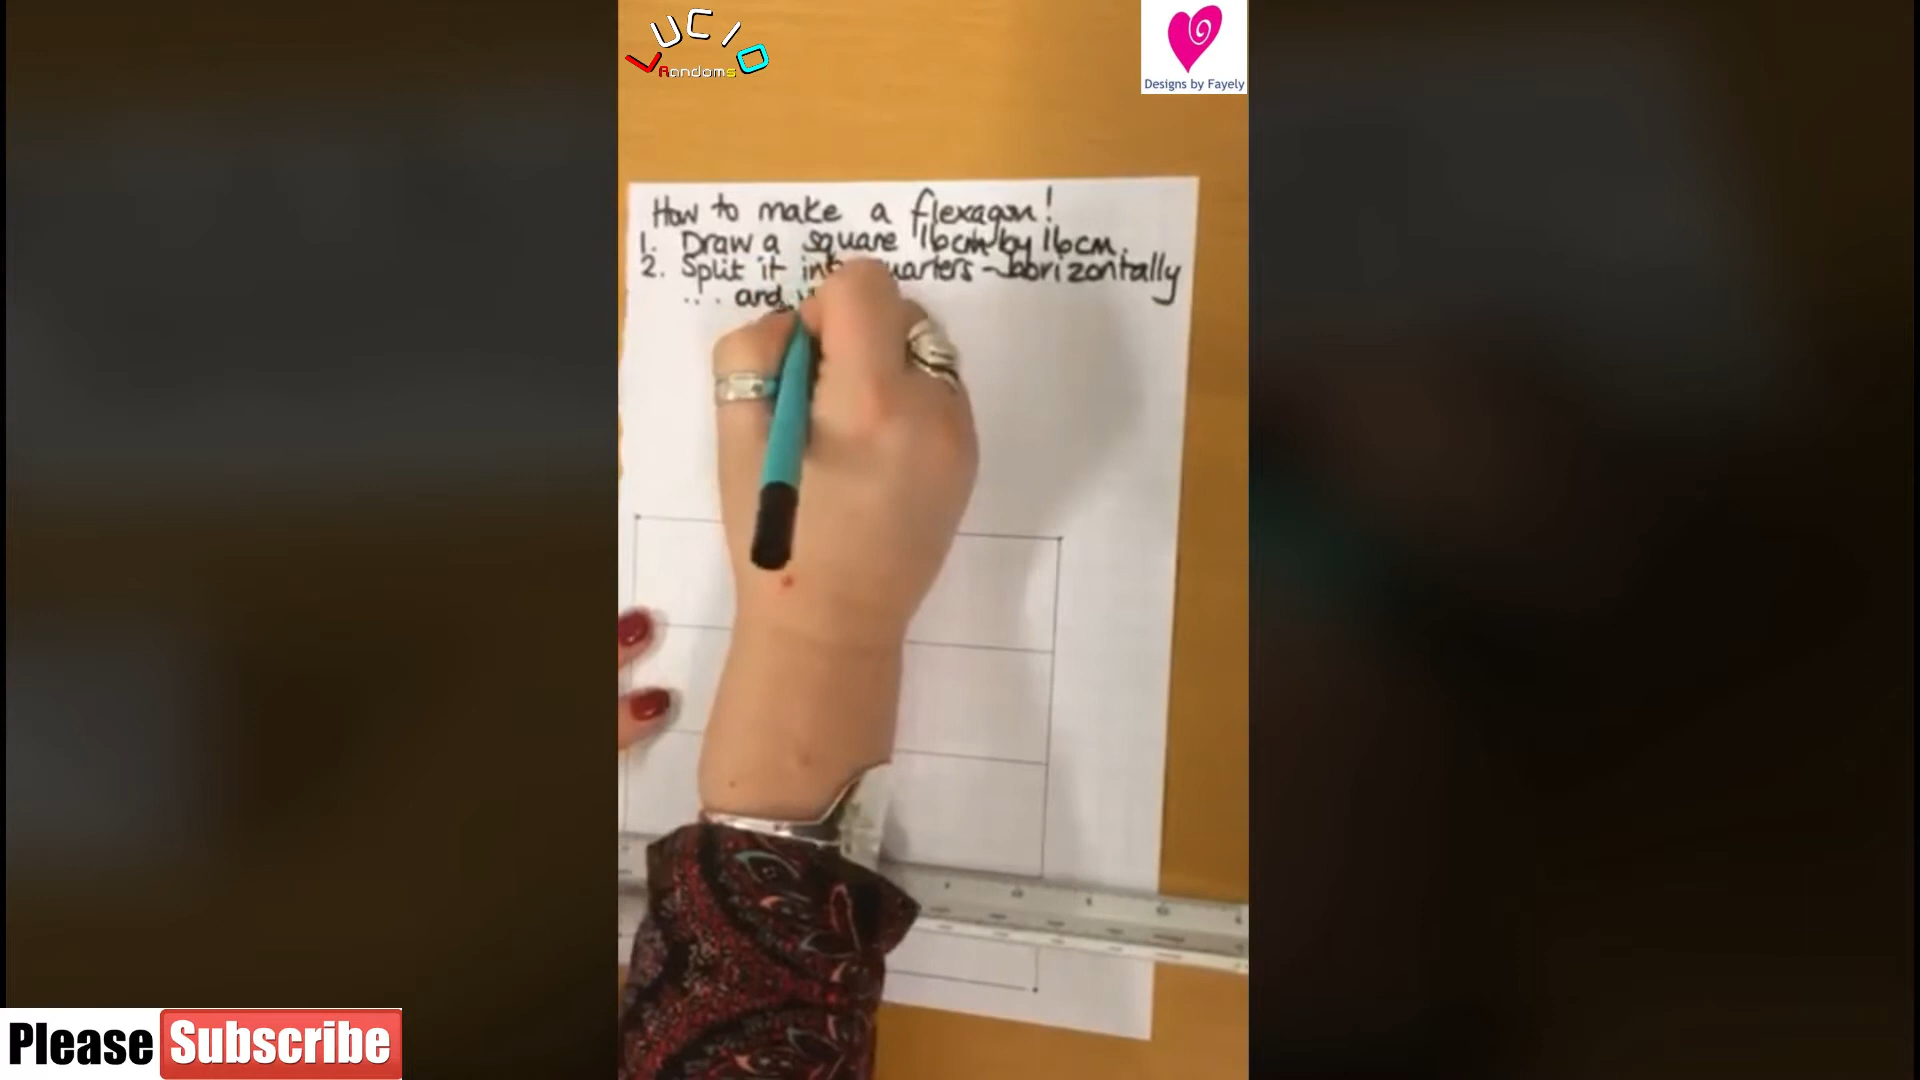 LUCIO
Randoms
Designs by Fayely
How to make a flexagon!
1. Draw a square 16cm by 16cm.
2. Split it quarters - horizontally
... and
Please Subscribe